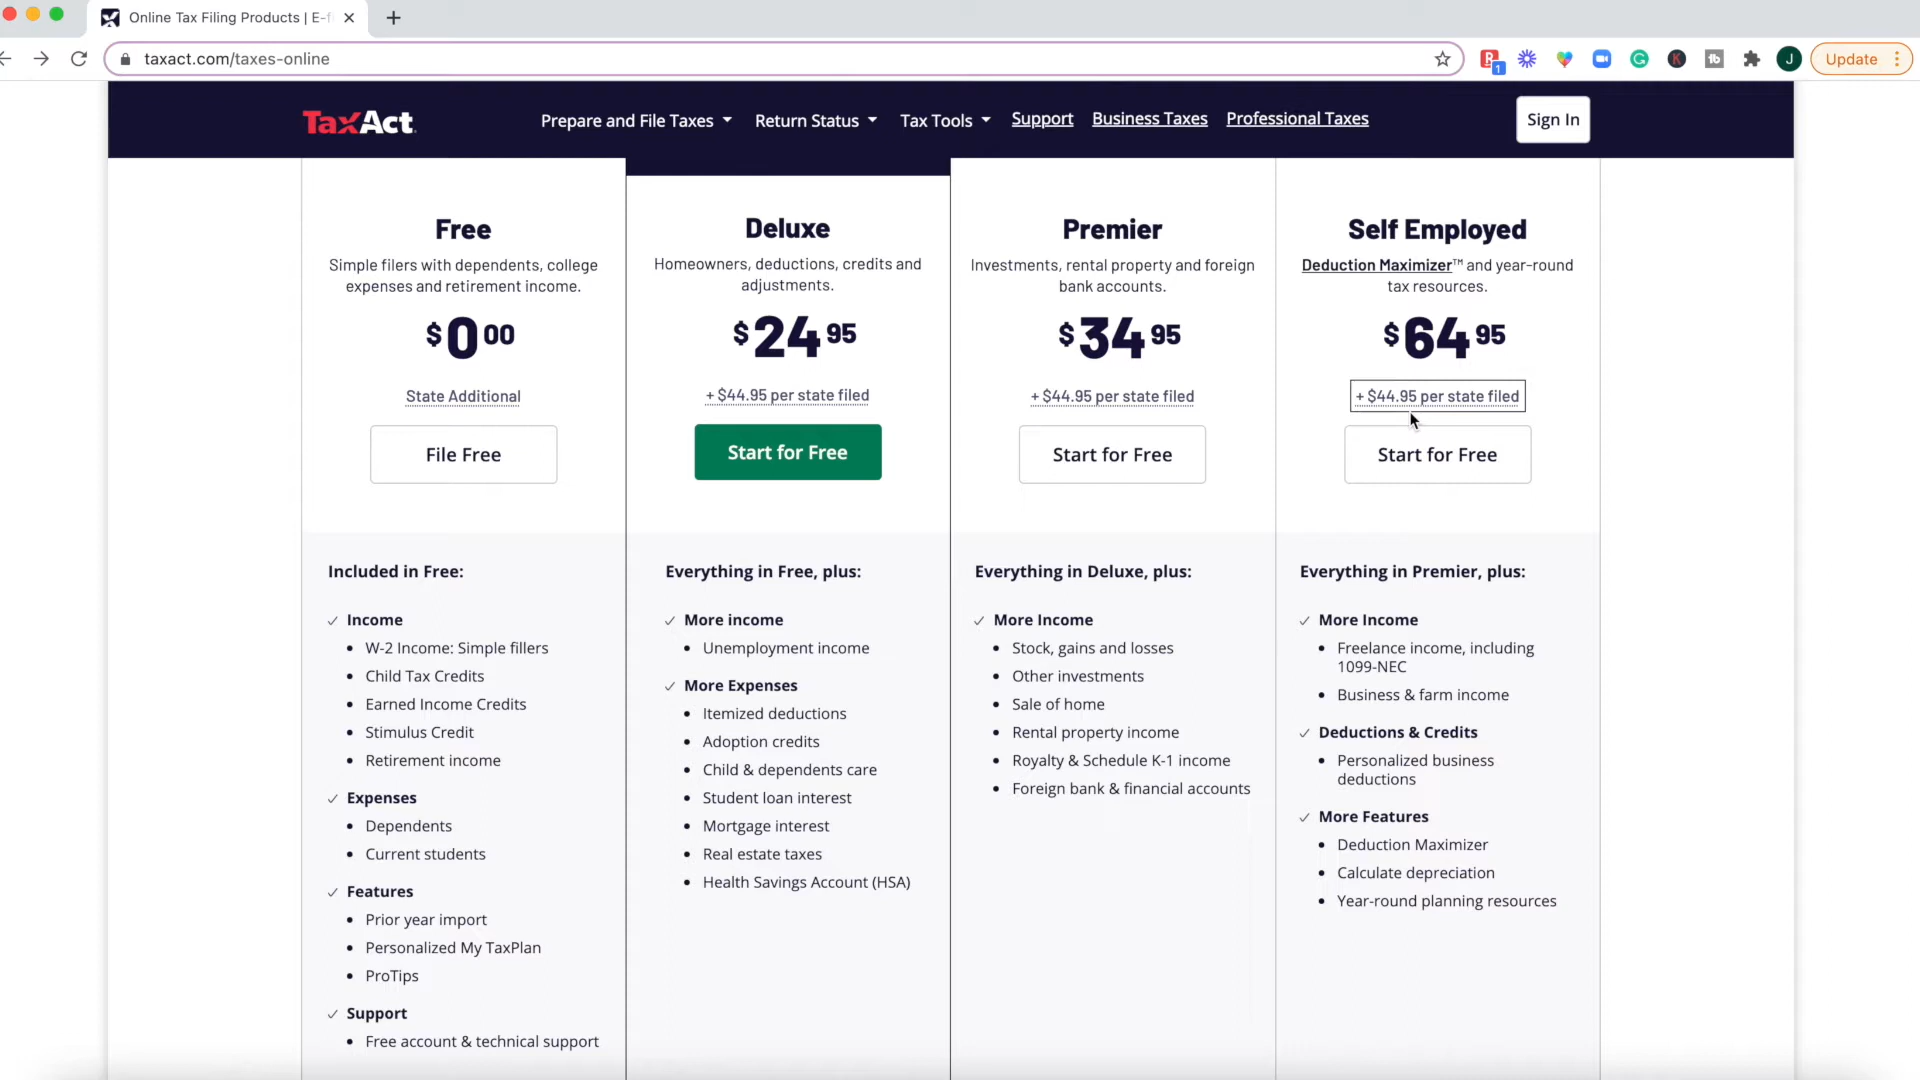 Online Tax Filing Products | E-f
taxact.com/taxes-online
1
J
Update
TaxAct.
Prepare and File Taxes
Return Status
Tax Tools
Support
Business Taxes
Professional Taxes
Sign In
Free
Simple filers with dependents, college
expenses and retirement income.
$0 00
State Additional
File Free
Included in Free:
Income
W-2 Income: Simple fillers
Child Tax Credits
Earned Income Credits
Stimulus Credit
Retirement income
Expenses
Dependents
Current students
Features
Prior year import
Personalized My TaxPlan
ProTips
Support
Free account & technical support
Deluxe
Homeowners, deductions, credits and
adjustments.
$24 95
+ $44.95 per state filed
Start for Free
Everything in Free, plus:
More income
Unemployment income
More Expenses
Itemized deductions
Adoption credits
Child & dependents care
Student loan interest
Mortgage interest
Real estate taxes
Health Savings Account (HSA)
Premier
Investments, rental property and foreign
bank accounts.
$34 95
+ $44.95 per state filed
Start for Free
Everything in Deluxe, plus:
More Income
Stock, gains and losses
Other investments
Sale of home
Rental property income
Royalty & Schedule K-1 income
Foreign bank & financial accounts
Self Employed
Deduction Maximizer™ and year-round
tax resources.
$64 95
+ $44.95 per state filed
Start for Free
Everything in Premier, plus:
More Income
Freelance income, including
1099-NEC
Business & farm income
Deductions & Credits
Personalized business
deductions
More Features
Deduction Maximizer
Calculate depreciation
Year-round planning resources